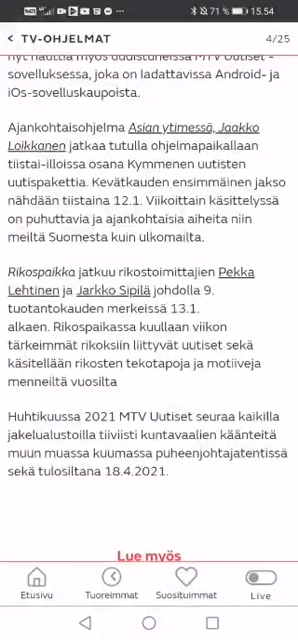 71 % 15.54
< TV-OHJELMAT 4/25
nyt nauttia myös uudistuneissa MTV Uutiset -
sovelluksessa, joka on ladattavissa Android- ja
iOs-sovelluskaupoista.
Ajankohtaisohjelma Asian ytimessä, Jaakko
Loikkanen jatkaa tutulla ohjelmapaikallaan
tiistai-illoissa osana Kymmenen uutisten
uutispakettia. Kevätkauden ensimmäinen jakso
nähdään tiistaina 12.1. Viikoittain käsittelyssä
on puhuttavia ja ajankohtaisia aiheita niin
meiltä Suomesta kuin ulkomailta.
Rikospaikka jatkuu rikostoimittajien Pekka
Lehtinen ja Jarkko Sipilä johdolla 9.
tuotantokauden merkeissä 13.1.
alkaen. Rikospaikassa kuullaan viikon
tärkeimmät rikoksiin liittyvät uutiset sekä
käsitellään rikosten tekotapoja ja motiiveja
menneiltä vuosilta
Huhtikuussa 2021 MTV Uutiset seuraa kaikilla
jakelualustoilla tiiviisti kuntavaalien käänteitä
muun muassa kuumassa puheenjohtajatentissä
sekä tulosiltana 18.4.2021.
Lue myös
Etusivu Tuoreimmat Suosituimmat Live